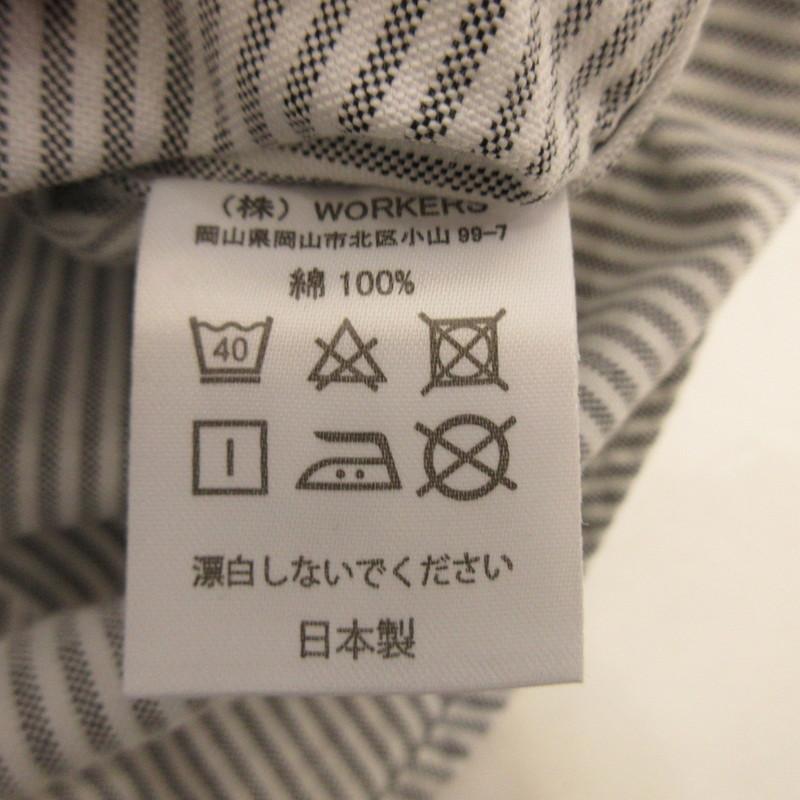 (株) WORKERS
岡山県岡山市北区小山 99-7
綿 100%
40
漂白しないでください
日本製